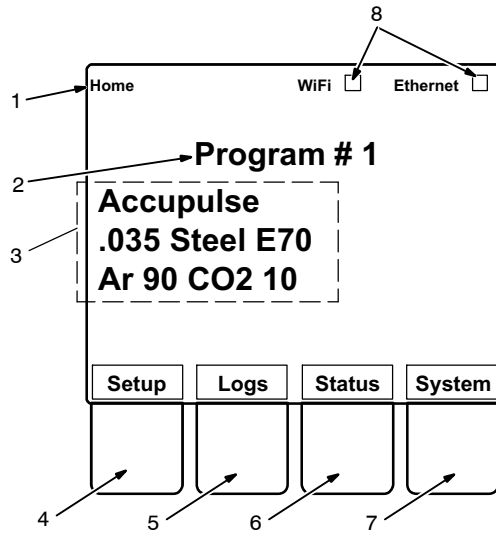 8
1
Home WiFi Ethernet
2
Program # 1
3
Accupulse
.035 Steel E70
Ar 90 CO2 10
Setup Logs Status System
4 5 6 7